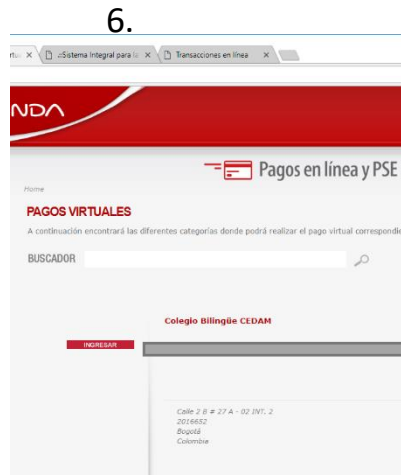 6.
Sistema Integral para la
Transacciones en línea
NDA
Pagos en línea y PSE
Home
PAGOS VIRTUALES
A continuación encontrará las diferentes categorías donde podrá realizar el pago virtual correspondie
BUSCADOR
Colegio Bilingüe CEDAM
INGRESAR
Calle 2 B # 27 A - 02 INT. 2
2016652
Bogotá
Colombia